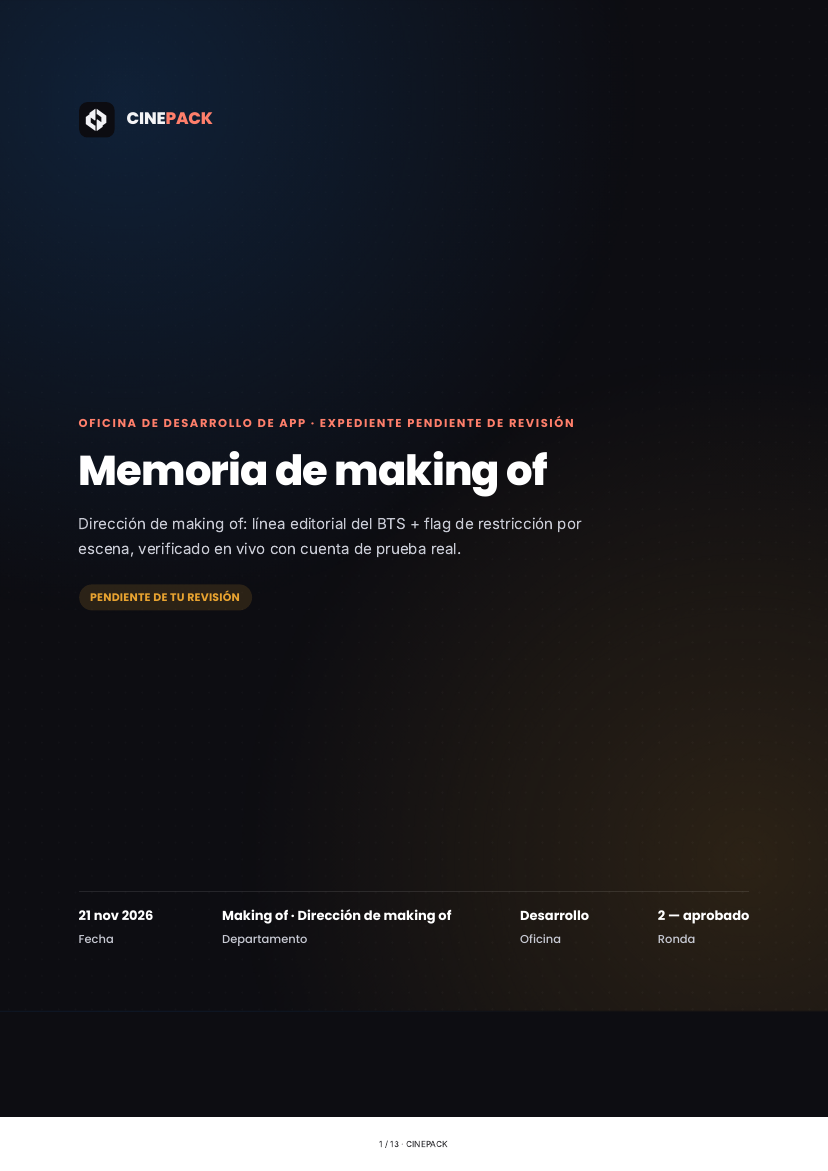 CINEPACK
OFICINA DE DESARROLLO DE APP · EXPEDIENTE PENDIENTE DE REVISIÓN
Memoria de making of
Dirección de making of: línea editorial del BTS + flag de restricción por
escena, verificado en vivo con cuenta de prueba real.
PENDIENTE DE TU REVISIÓN
21 nov 2026 Making of · Dirección de making of Desarrollo 2 — aprobado
Fecha Departamento Oficina Ronda
1 / 13 · CINEPACK